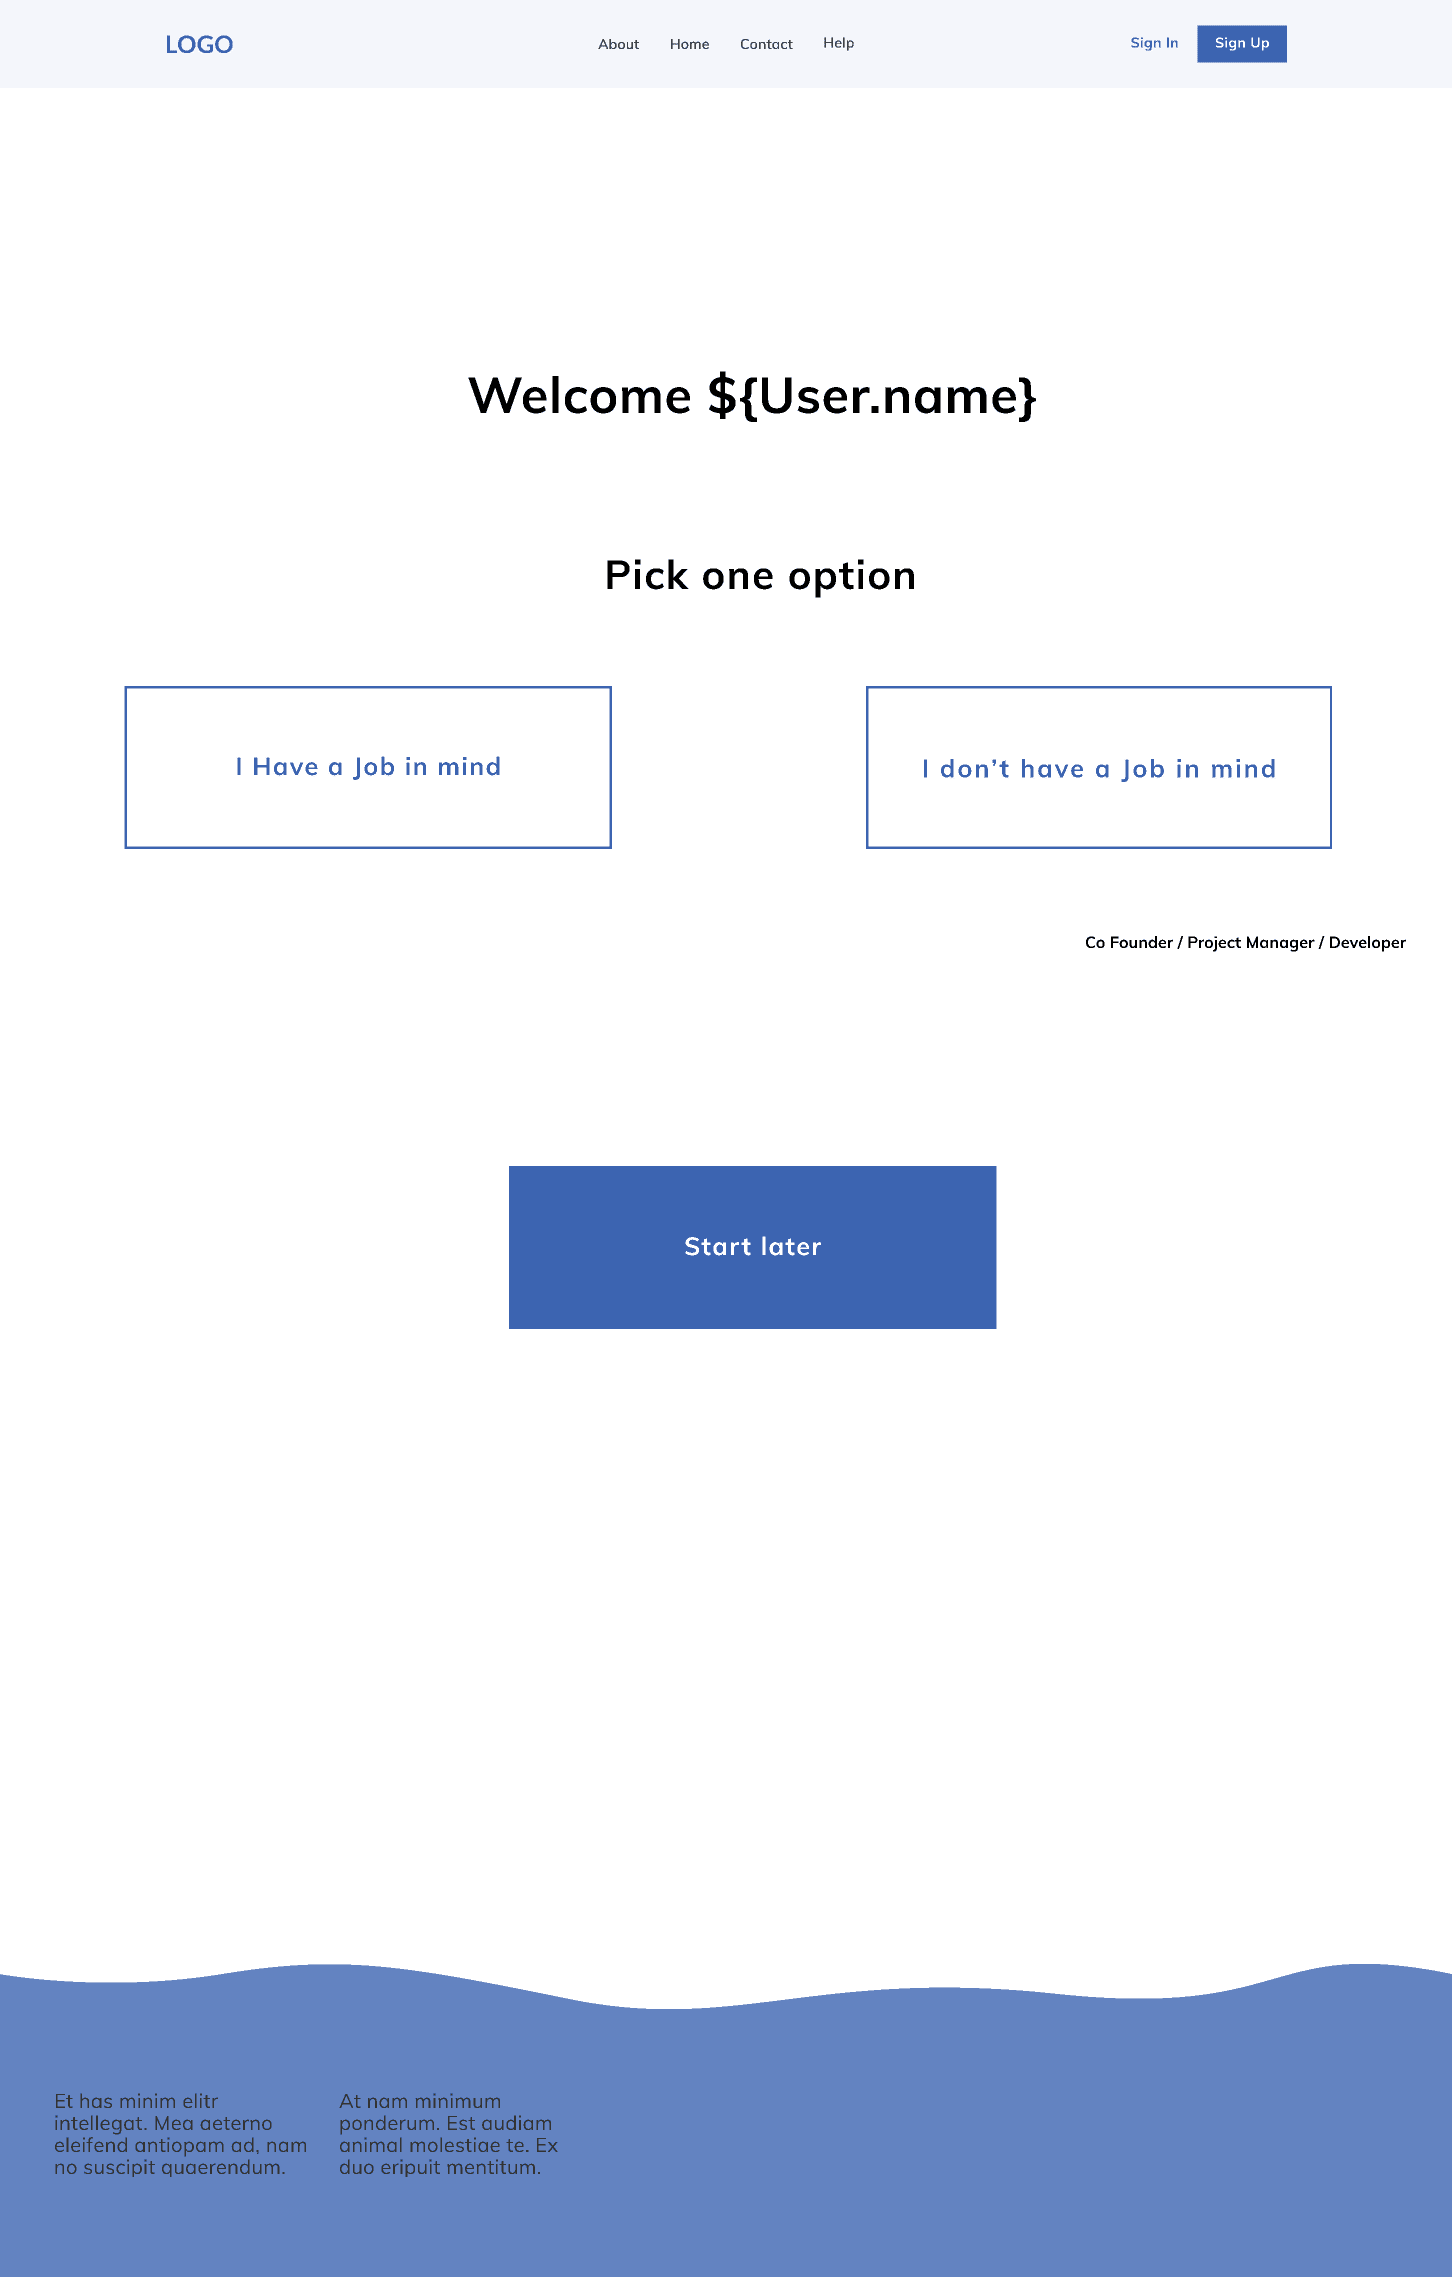 LOGO
About Home Contact Help
Sign In Sign Up
Welcome ${User.name}
Pick one option
I Have a Job in mind
I don’t have a Job in mind
Co Founder / Project Manager / Developer
Start later
Et has minim elitr
intellegat. Mea aeterno
eleifend antiopam ad, nam
no suscipit quaerendum.
At nam minimum
ponderum. Est audiam
animal molestiae te. Ex
duo eripuit mentitum.